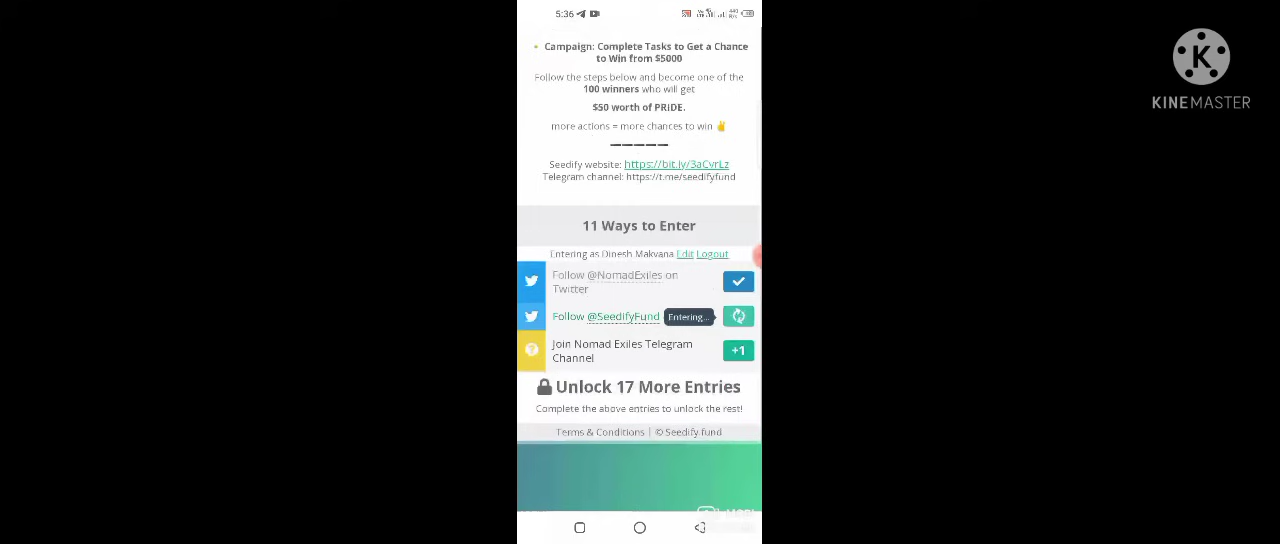 5:36
Campaign: Complete Tasks to Get a Chance
to Win from $5000
Follow the steps below and become one of the
100 winners who will get
$50 worth of PRIDE.
more actions = more chances to win ✌
Seedify website: https://bit.ly/3aCvrLz
Telegram channel: https://t.me/seedifyfund
11 Ways to Enter
Entering as Dinesh Makvana Edit Logout
Follow @NomadExiles on
Twitter
Follow @SeedifyFund Entering...
Join Nomad Exiles Telegram
Channel
+1
Unlock 17 More Entries
Complete the above entries to unlock the rest!
Terms & Conditions | © Seedify.fund
K
KINEMASTER